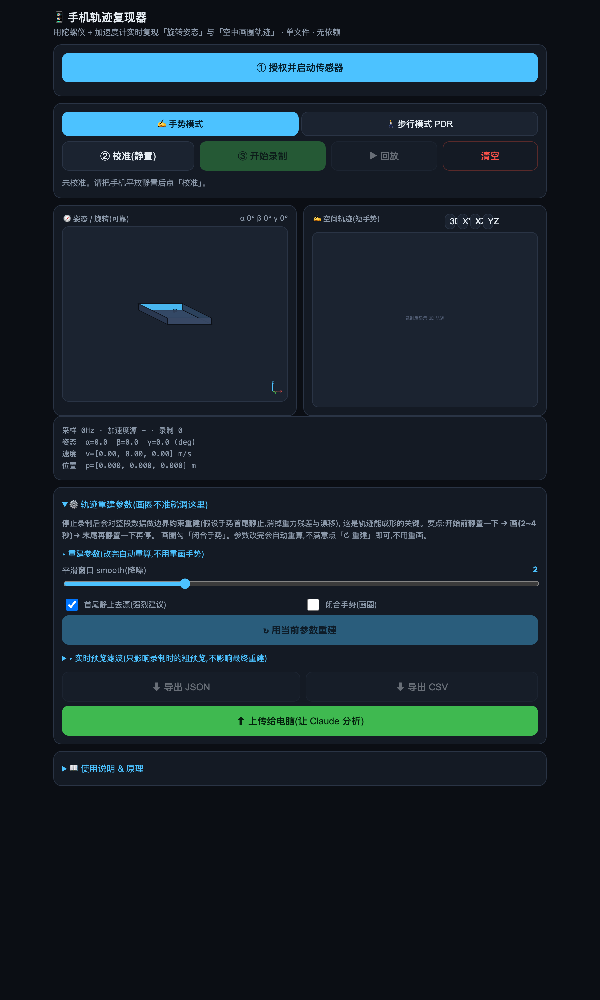 📱 手机轨迹复现器
用陀螺仪 + 加速度计实时复现「旋转姿态」与「空中画圈轨迹」 · 单文件 · 无依赖
① 授权并启动传感器
✍️ 手势模式
🚶 步行模式 PDR
② 校准(静置)
③ 开始录制
▶ 回放
清空
未校准。请把手机平放静置后点「校准」。
🧭 姿态 / 旋转(可靠)
α 0° β 0° γ 0°
✍️ 空间轨迹(短手势)
3D XY XZ YZ
Z
X
Y
录制后显示 3D 轨迹
采样 0Hz · 加速度源 — · 录制 0
姿态 α=0.0 β=0.0 γ=0.0 (deg)
速度 v=[0.00, 0.00, 0.00] m/s
位置 p=[0.000, 0.000, 0.000] m
▼⚙️ 轨迹重建参数(画圈不准就调这里)
停止录制后会对整段数据做边界约束重建(假设手势首尾静止,消掉重力残差与漂移), 这是轨迹能成形的关键。要点:开始前静置一下 → 画(2~4
秒)→ 末尾再静置一下再停。 画圈勾「闭合手势」。参数改完会自动重算,不满意点「↻ 重建」即可,不用重画。
▸ 重建参数(改完自动重算,不用重画手势)
平滑窗口 smooth(降噪)
2
首尾静止去漂(强烈建议)
闭合手势(画圈)
↻ 用当前参数重建
▶ ▸ 实时预览滤波(只影响录制时的粗预览,不影响最终重建)
⬇ 导出 JSON
⬇ 导出 CSV
⬆ 上传给电脑(让 Claude 分析)
▶ 📖 使用说明 & 原理